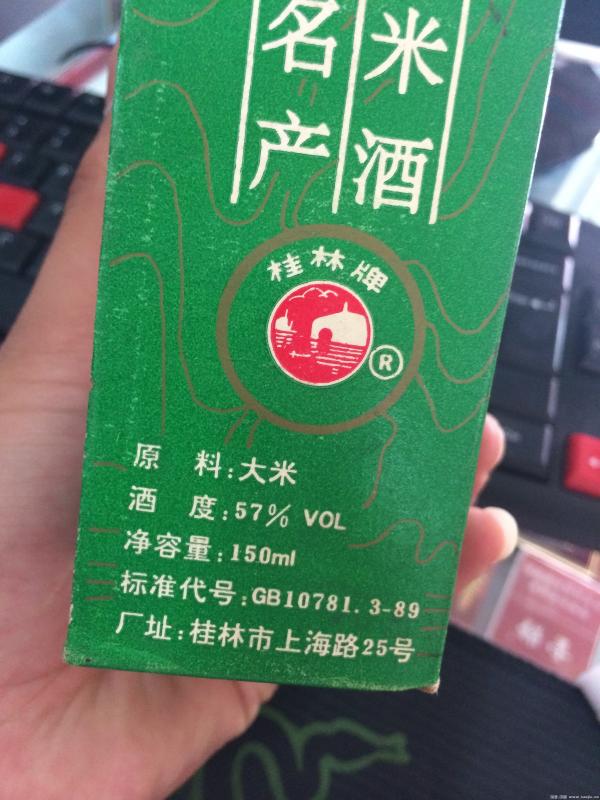 米酒
名产
桂林牌
®
原 料:大米
酒 度:57% VOL
净容量:150ml
标准代号:GB10781.3-89
厂址:桂林市上海路25号